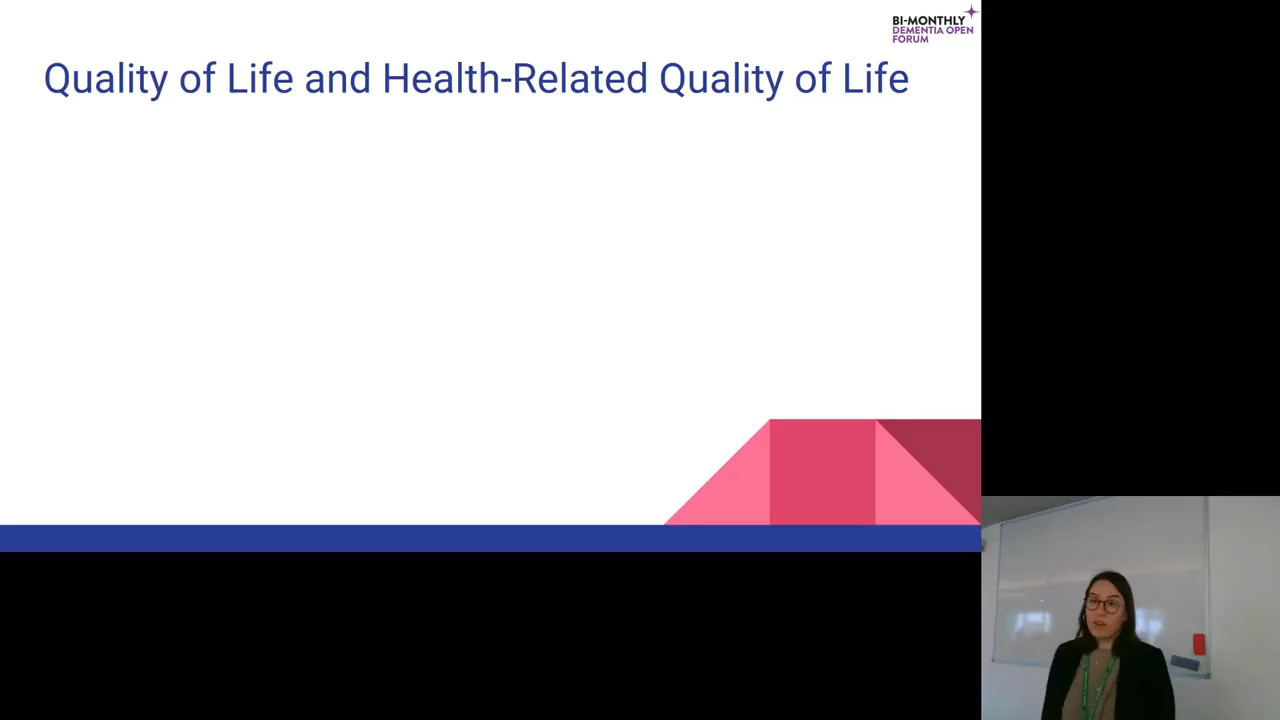 BI-MONTHLY
DEMENTIA OPEN
FORUM
Quality of Life and Health-Related Quality of Life